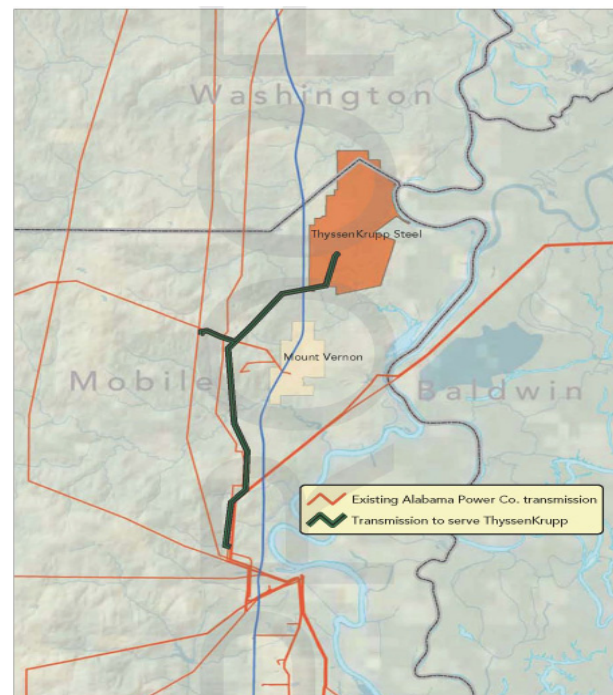 Washington
ThyssenKrupp Steel
Mount Vernon
Mobile
Baldwin
Existing Alabama Power Co. transmission
Transmission to serve ThyssenKrupp